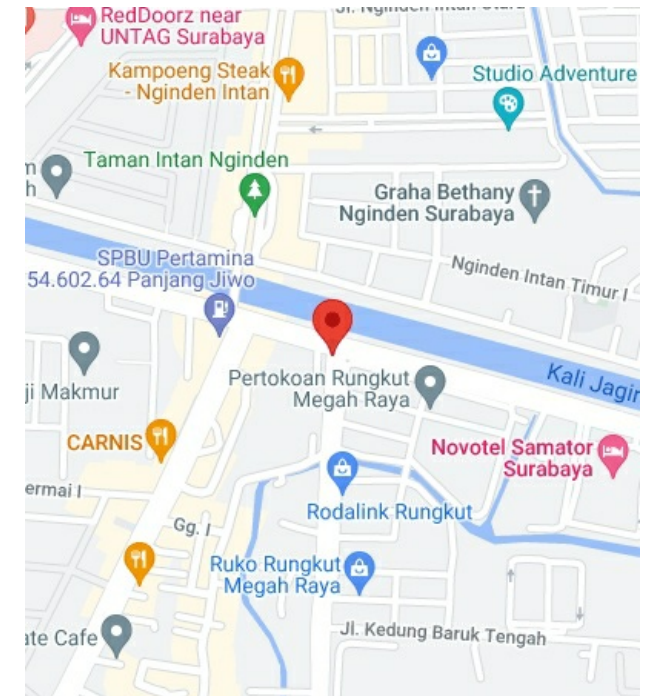 RedDoorz near
UNTAG Surabaya
Kampoeng Steak
- Nginden Intan
Studio Adventure
Taman Intan Nginden
Graha Bethany
Nginden Surabaya
SPBU Pertamina
54.602.64 Panjang Jiwo
Nginden Intan Timur I
Kali Jagir
Pertokoan Rungkut
Megah Raya
ji Makmur
CARNIS
Novotel Samator
Surabaya
ermai I
Gg. I
Rodalink Rungkut
Ruko Rungkut
Megah Raya
ate Cafe
Jl. Kedung Baruk Tengah